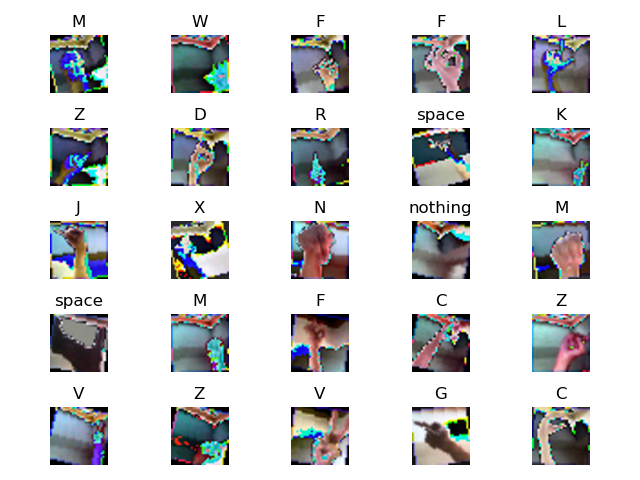 M W F F L
Z D R space K
J X N nothing M
space M F C Z
V Z V G C